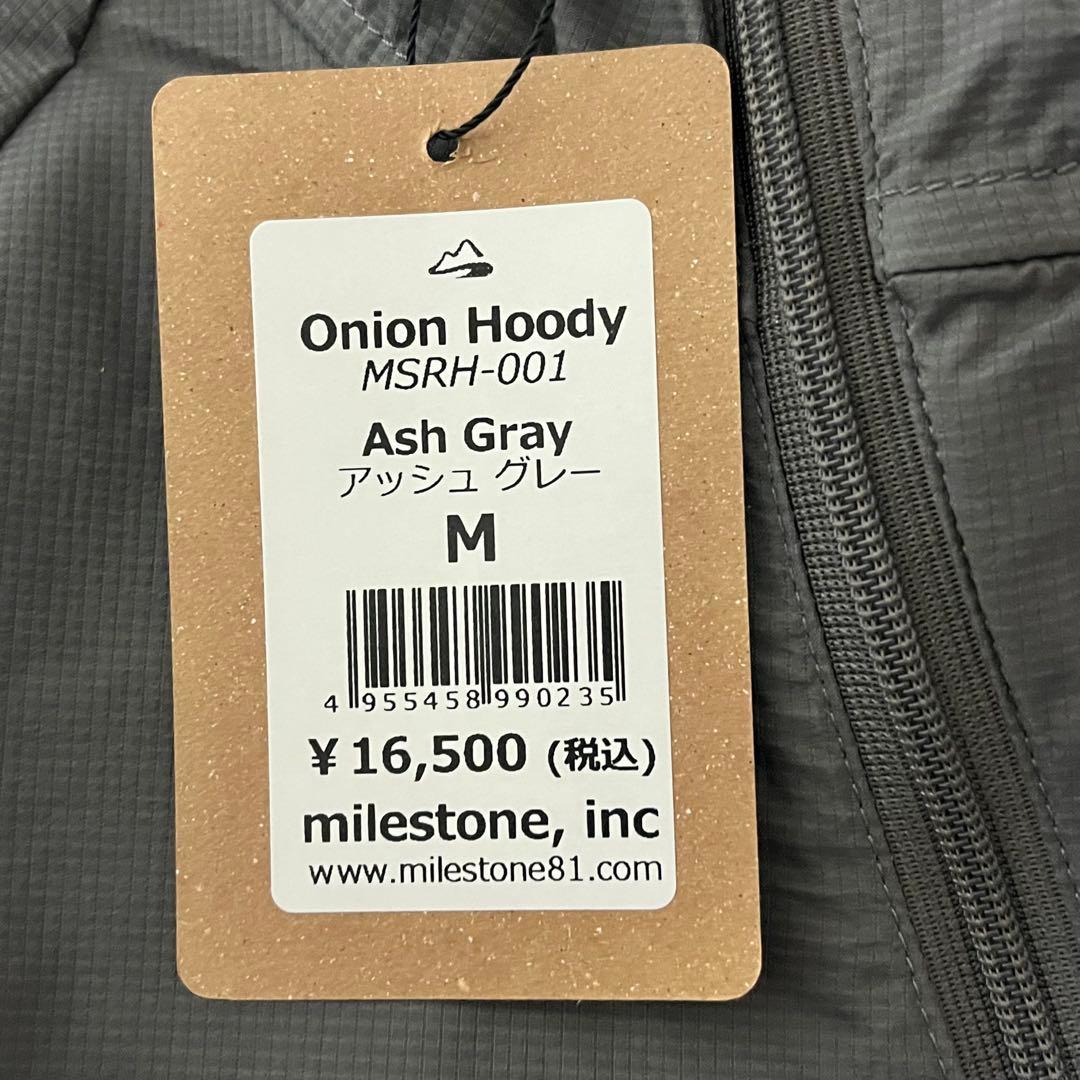 Onion Hoody
MSRH-001
Ash Gray
アッシュ グレー
M
4 955458 990235
¥16,500 (税込)
milestone, inc
www.milestone81.com